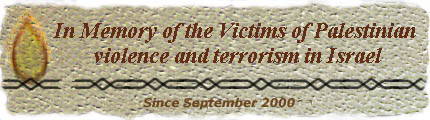 In Memory of the Victims of Palestinian
violence and terrorism in Israel
Since September 2000